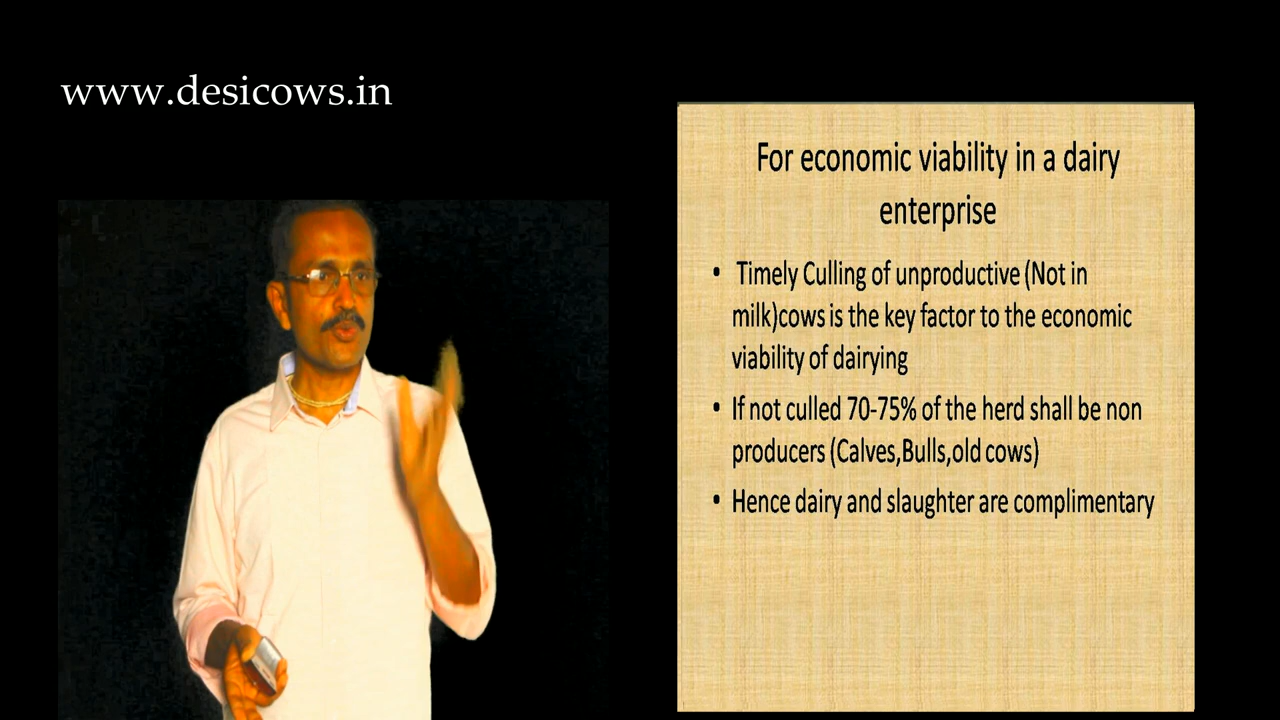 www.desicows.in
For economic viability in a dairy
enterprise
• Timely Culling of unproductive (Not in
milk)cows is the key factor to the economic
viability of dairying
• If not culled 70-75% of the herd shall be non
producers (Calves,Bulls,old cows)
• Hence dairy and slaughter are complimentary